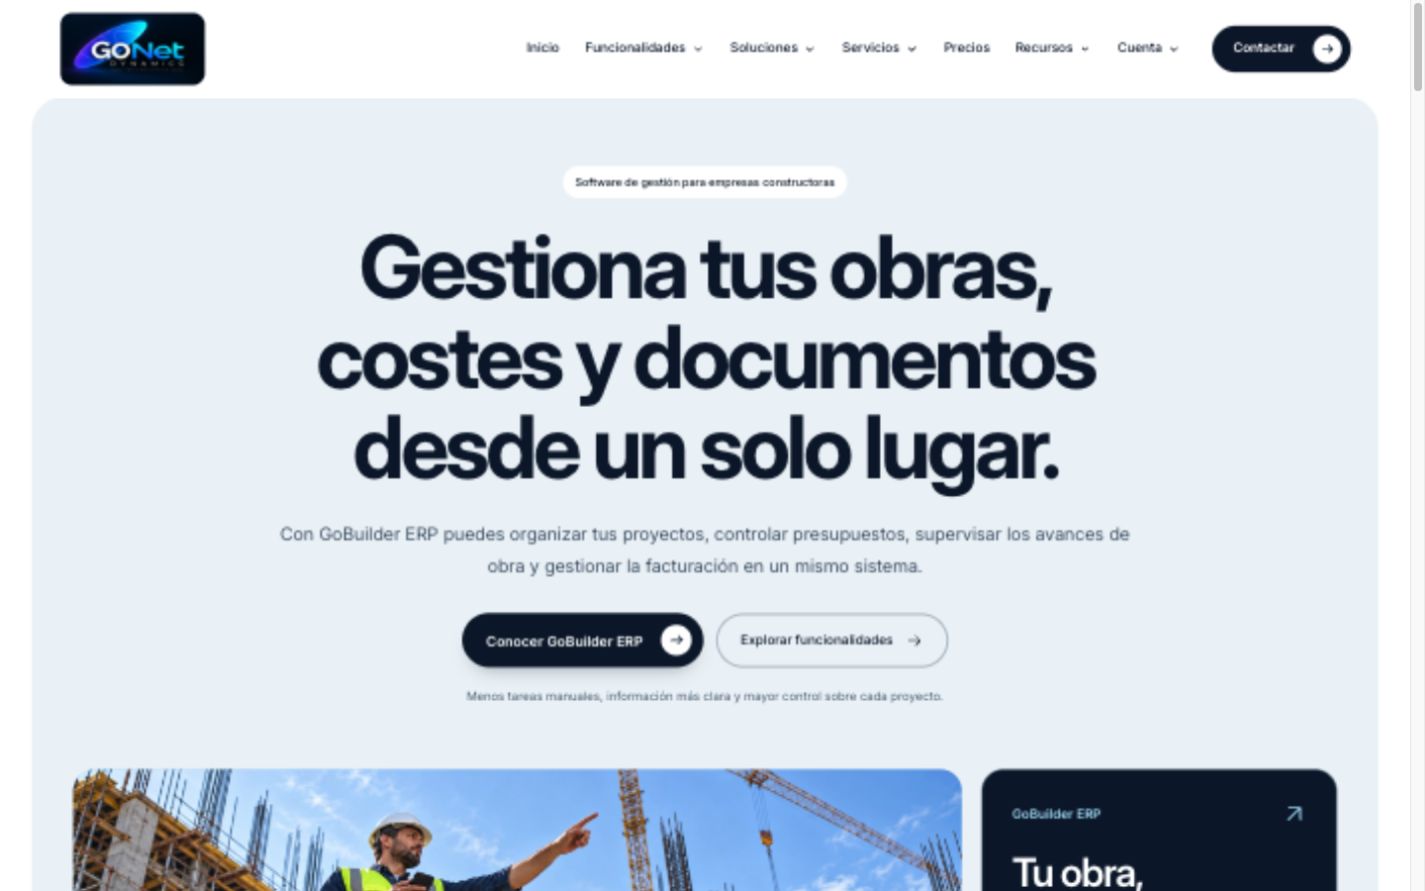 GONet
DYNAMICS
Inicio
Funcionalidades
Soluciones
Servicios
Precios
Recursos
Cuenta
Contactar
Software de gestión para empresas constructoras
Gestiona tus obras,
costes y documentos
desde un solo lugar.
Con GoBuilder ERP puedes organizar tus proyectos, controlar presupuestos, supervisar los avances de
obra y gestionar la facturación en un mismo sistema.
Conocer GoBuilder ERP
Explorar funcionalidades
Menos tareas manuales, información más clara y mayor control sobre cada proyecto.
GoBuilder ERP
Tu obra,